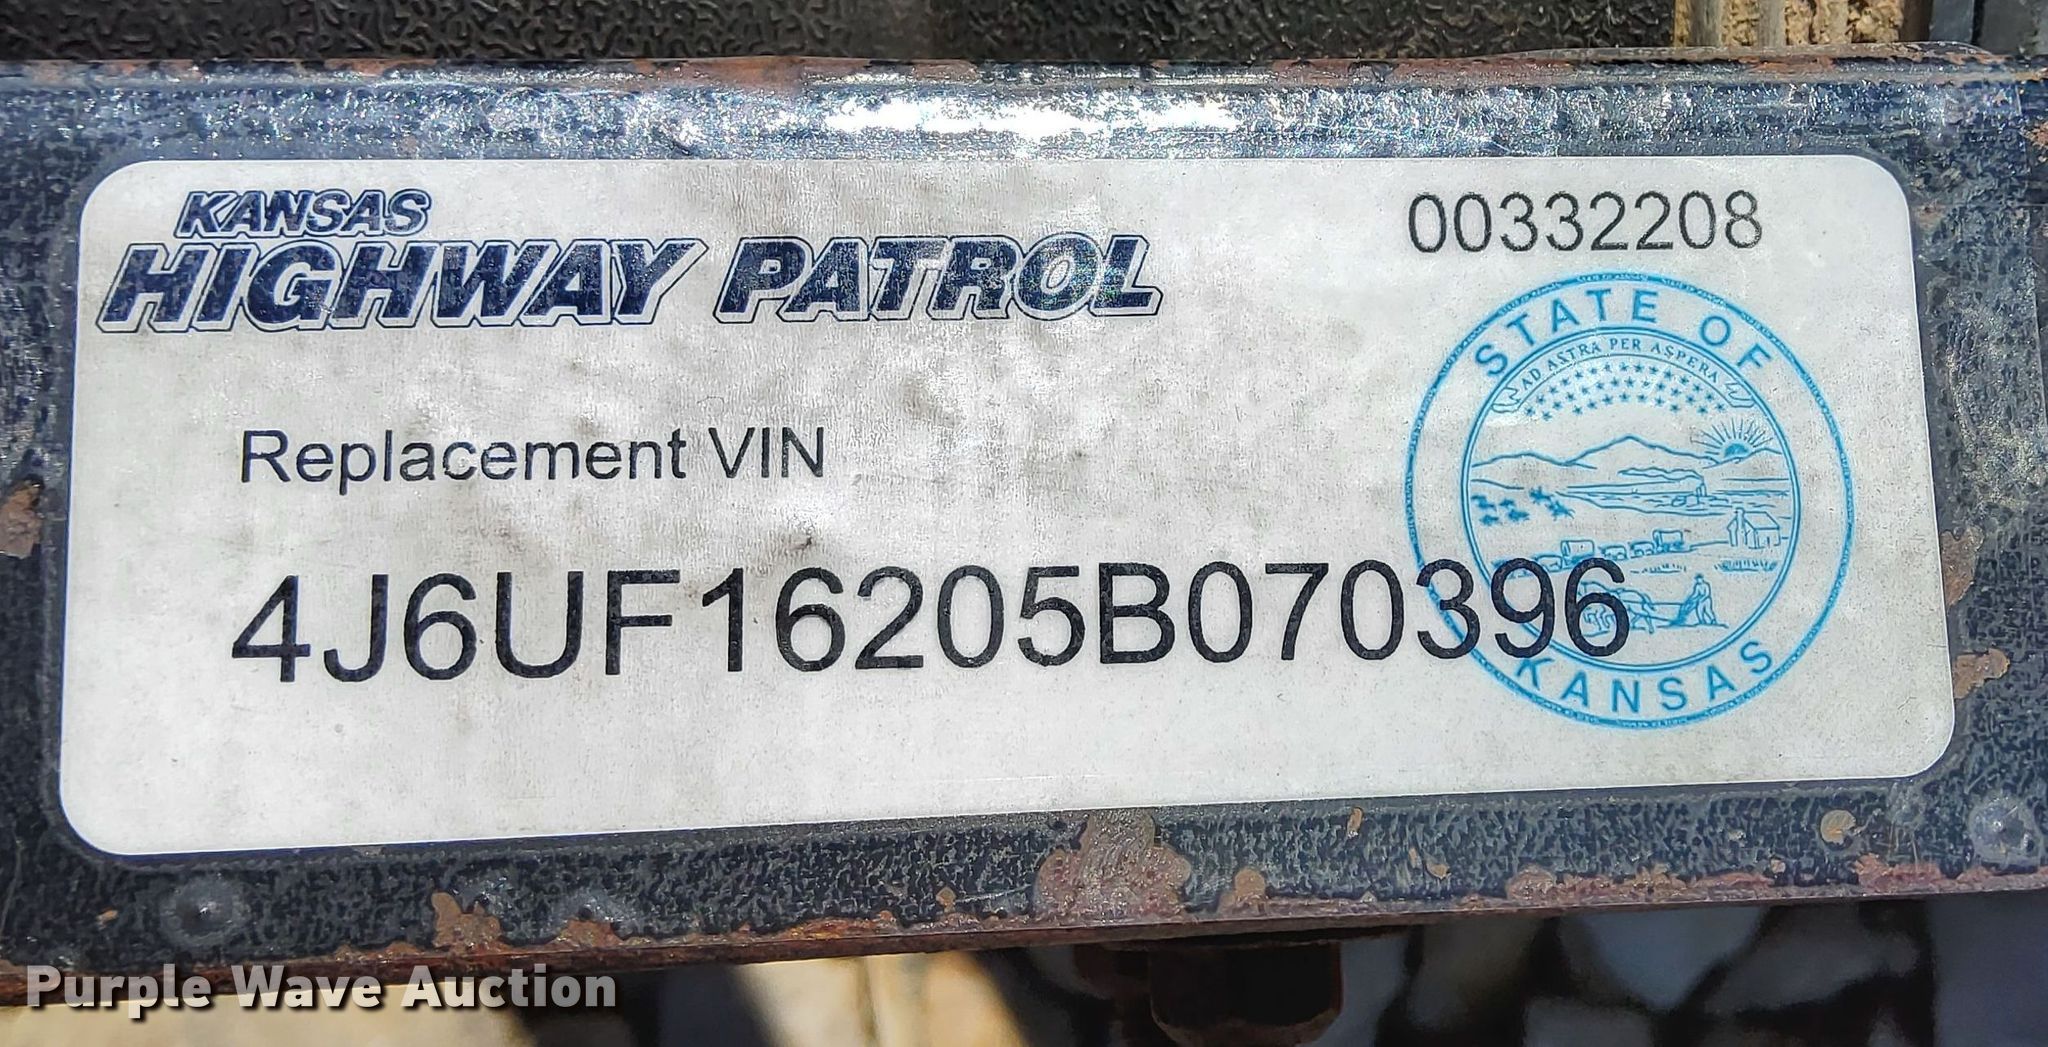 KANSAS
HIGHWAY PATROL
00332208
STATE OF
AD ASTRA PER ASPERA
Replacement VIN
4J6UF16205B070396
KANSAS
Purple Wave Auction